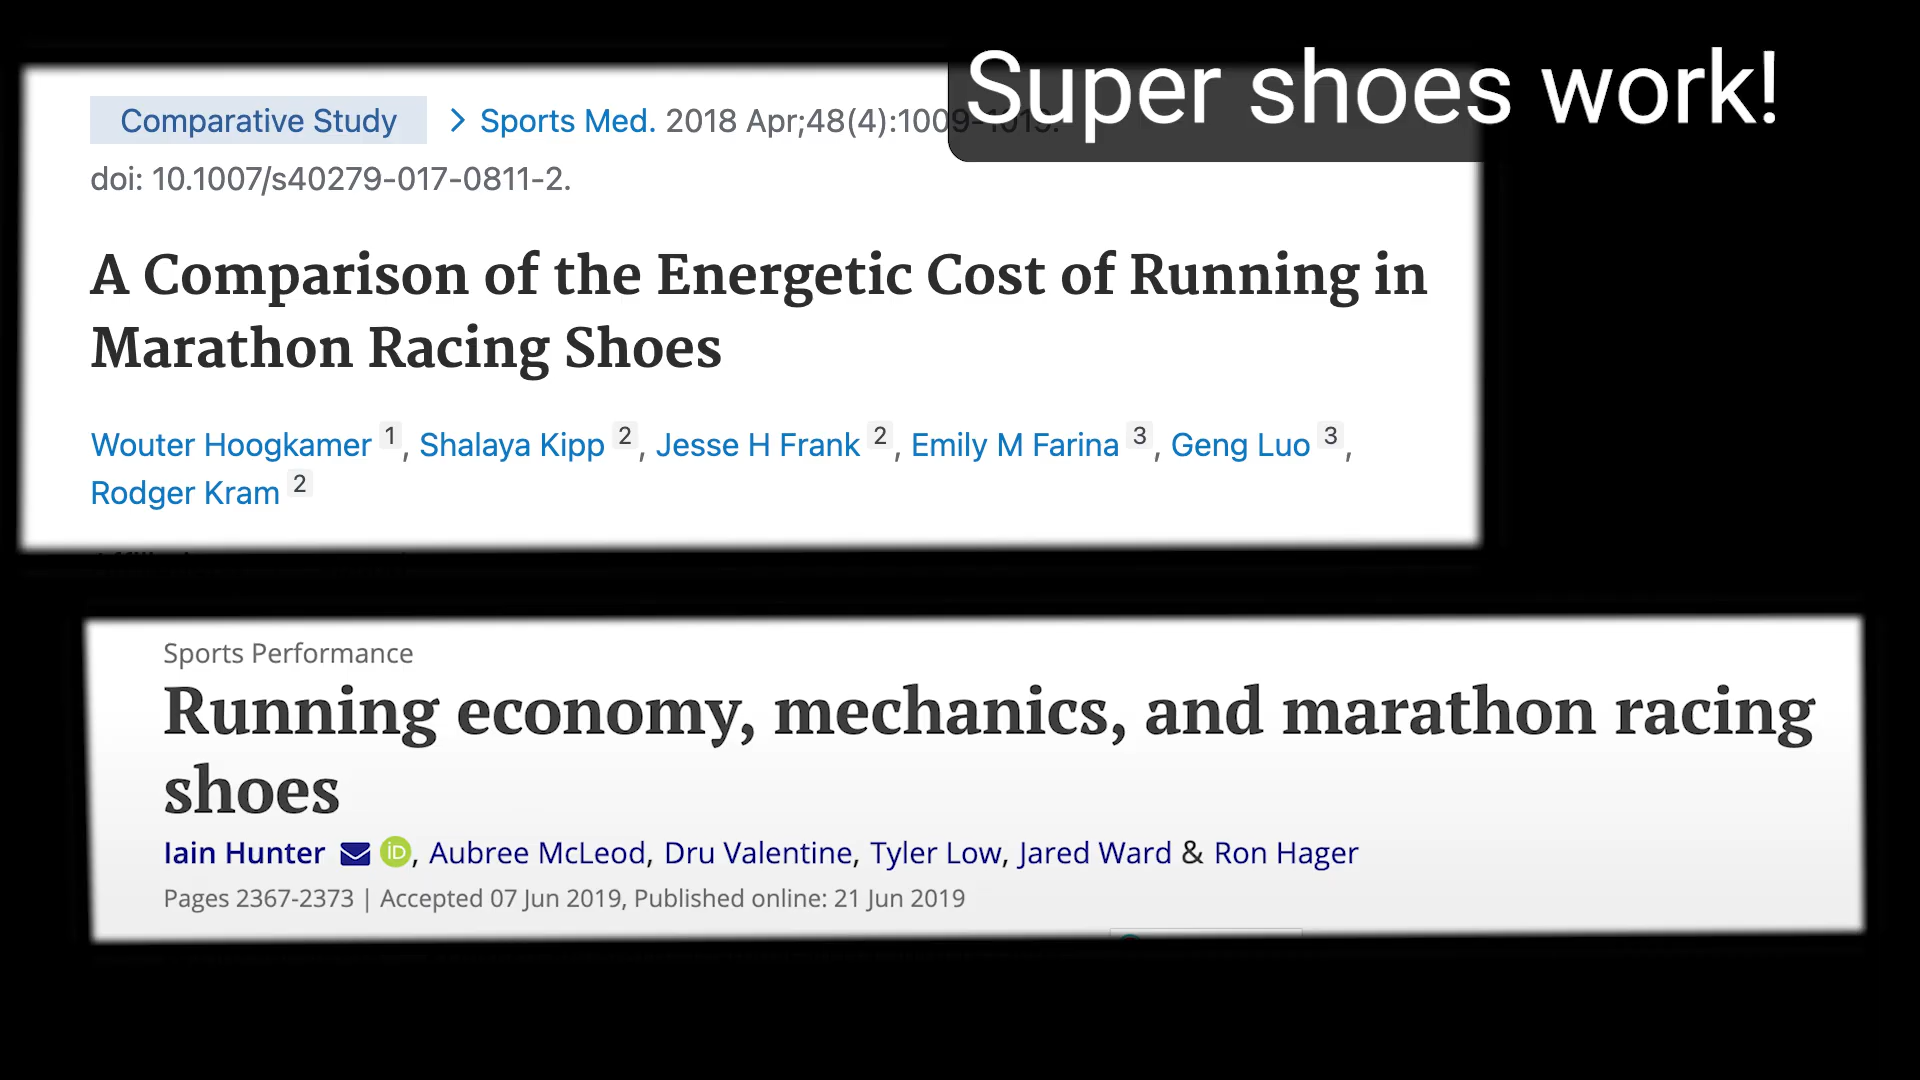 Super shoes work!
Comparative Study > Sports Med. 2018 Apr;48(4):1009-1019.
doi: 10.1007/s40279-017-0811-2.
A Comparison of the Energetic Cost of Running in
Marathon Racing Shoes
Wouter Hoogkamer 1, Shalaya Kipp 2, Jesse H Frank 2, Emily M Farina 3, Geng Luo 3,
Rodger Kram 2
Sports Performance
Running economy, mechanics, and marathon racing
shoes
Iain Hunter iD, Aubree McLeod, Dru Valentine, Tyler Low, Jared Ward & Ron Hager
Pages 2367-2373 | Accepted 07 Jun 2019, Published online: 21 Jun 2019